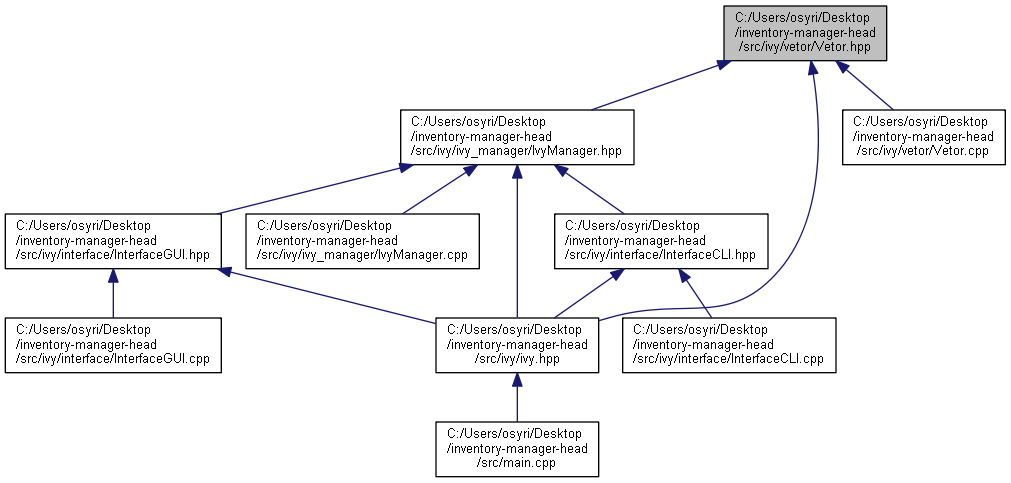 C:/Users/osyri/Desktop
/inventory-manager-head
/src/ivy/vetor/Vetor.hpp
C:/Users/osyri/Desktop
/inventory-manager-head
/src/ivy/ivy_manager/IvyManager.hpp
C:/Users/osyri/Desktop
/inventory-manager-head
/src/ivy/vetor/Vetor.cpp
C:/Users/osyri/Desktop
/inventory-manager-head
/src/ivy/interface/InterfaceGUI.hpp
C:/Users/osyri/Desktop
/inventory-manager-head
/src/ivy/ivy_manager/IvyManager.cpp
C:/Users/osyri/Desktop
/inventory-manager-head
/src/ivy/interface/InterfaceCLI.hpp
C:/Users/osyri/Desktop
/inventory-manager-head
/src/ivy/interface/InterfaceGUI.cpp
C:/Users/osyri/Desktop
/inventory-manager-head
/src/ivy/ivy.hpp
C:/Users/osyri/Desktop
/inventory-manager-head
/src/ivy/interface/InterfaceCLI.cpp
C:/Users/osyri/Desktop
/inventory-manager-head
/src/main.cpp